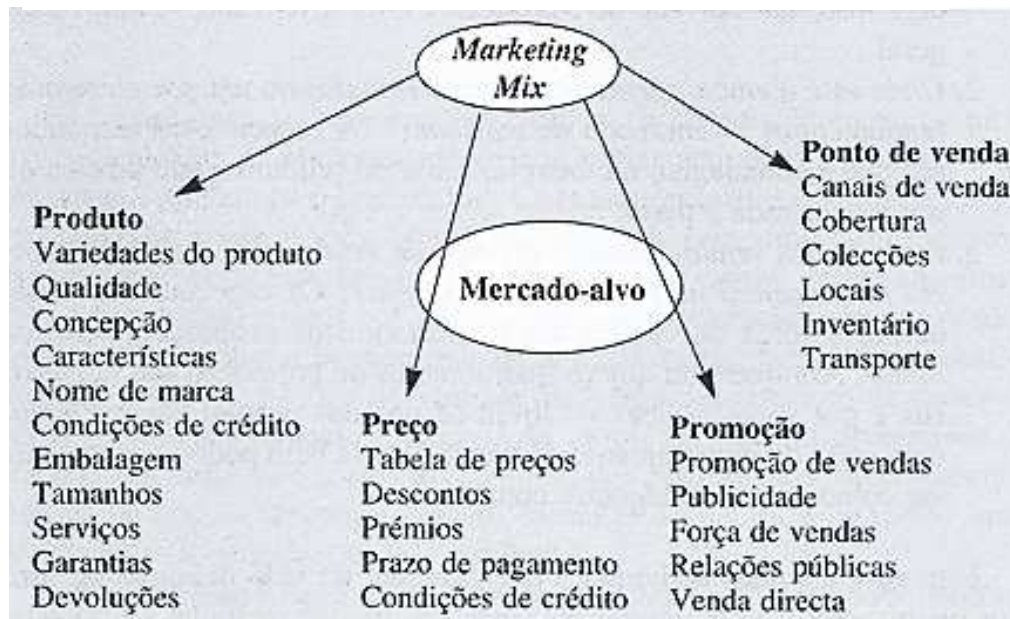 Marketing
Mix
Mercado-alvo
Produto
Variedades do produto
Qualidade
Concepção
Características
Nome de marca
Condições de crédito
Embalagem
Tamanhos
Serviços
Garantias
Devoluções
Preço
Tabela de preços
Descontos
Prémios
Prazo de pagamento
Condições de crédito
Promoção
Promoção de vendas
Publicidade
Força de vendas
Relações públicas
Venda directa
Ponto de venda
Canais de venda
Cobertura
Colecções
Locais
Inventário
Transporte